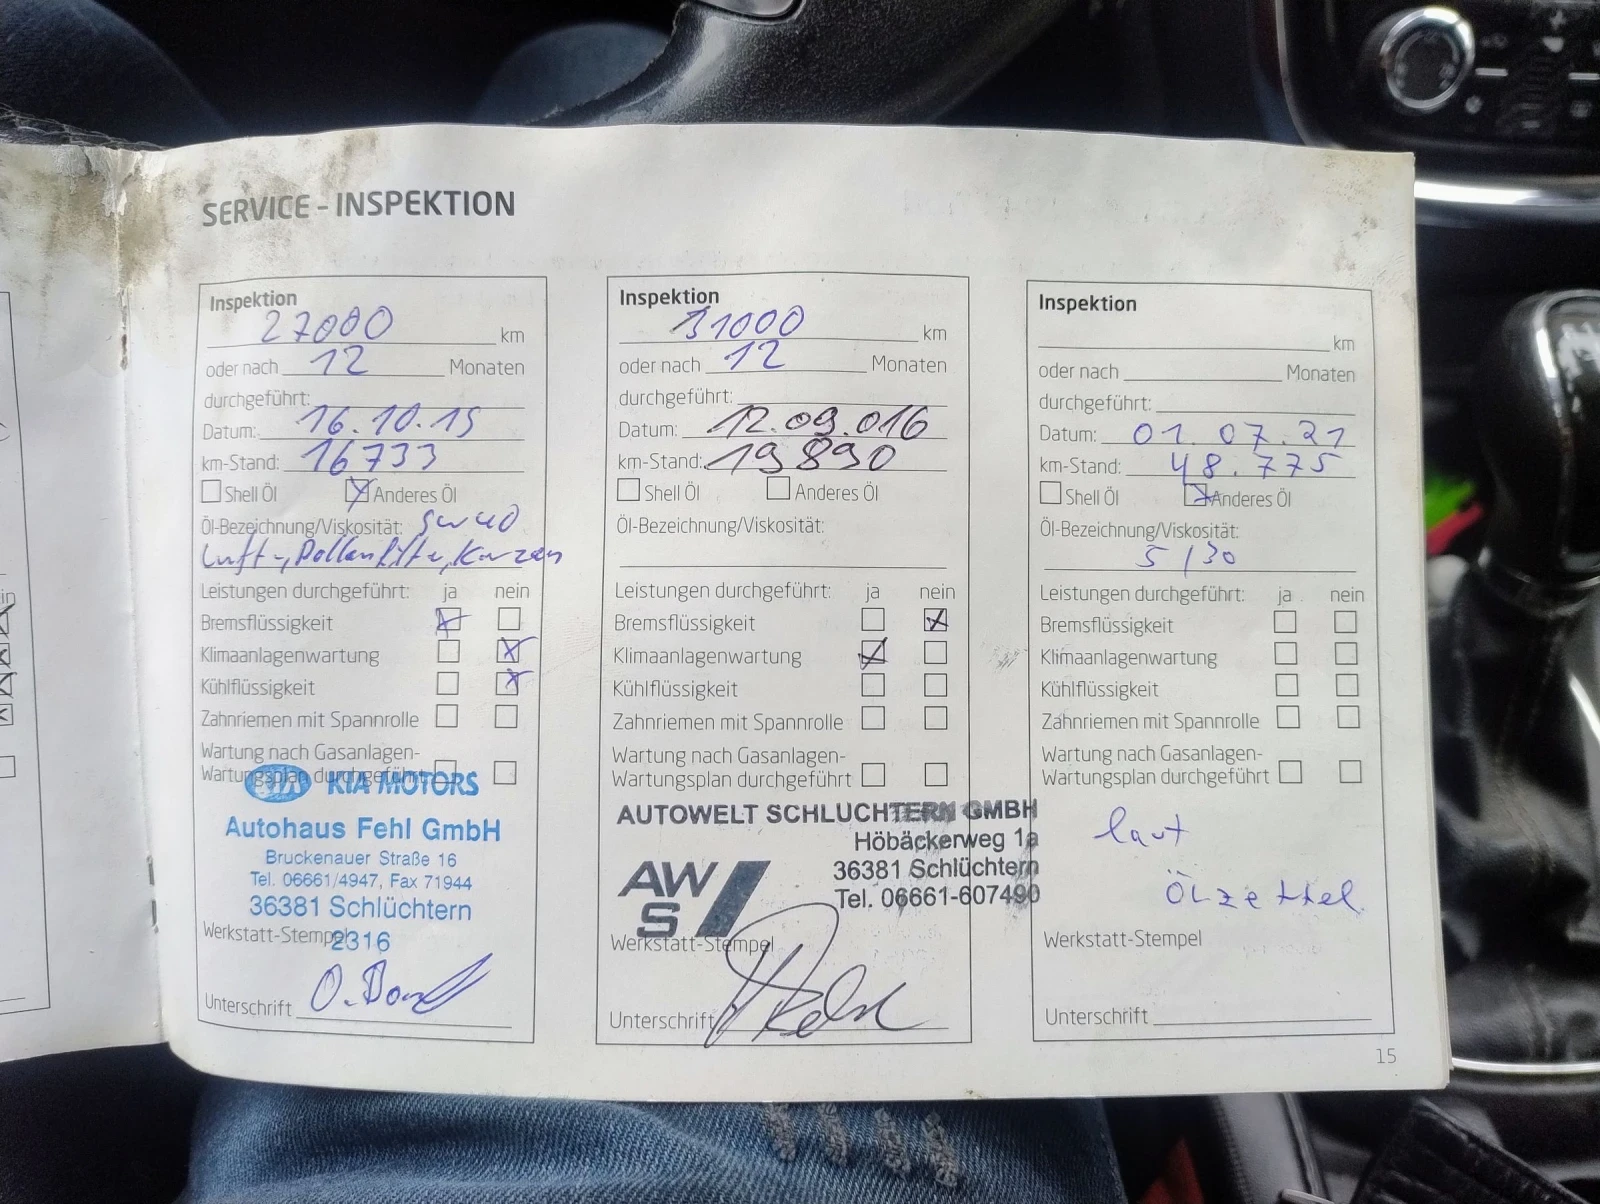 SERVICE - INSPEKTION
Inspektion
27000 km
oder nach 12 Monaten
durchgeführt:
Datum: 16.10.15
km-Stand: 16733
Shell Öl Anderes Öl
Öl-Bezeichnung/Viskosität: 5W40
Luft-, Pollenfilter, Kerzen
Leistungen durchgeführt: ja nein
Bremsflüssigkeit
Klimaanlagenwartung
Kühlflüssigkeit
Zahnriemen mit Spannrolle
Wartung nach Gasanlagen-
Wartungsplan durchgeführt
KIA KIA MOTORS
Autohaus Fehl GmbH
Bruckenauer Straße 16
Tel. 06661/4947, Fax 71944
36381 Schlüchtern
Werkstatt-Stempel
2316
Unterschrift
Inspektion
31000 km
oder nach 12 Monaten
durchgeführt:
Datum: 12.09.016
km-Stand: 19890
Shell Öl Anderes Öl
Öl-Bezeichnung/Viskosität:
Leistungen durchgeführt: ja nein
Bremsflüssigkeit
Klimaanlagenwartung
Kühlflüssigkeit
Zahnriemen mit Spannrolle
Wartung nach Gasanlagen-
Wartungsplan durchgeführt
AUTOWELT SCHLÜCHTERN GMBH
Höbäckerweg 1a
36381 Schlüchtern
Tel. 06661-607490
AW
S
Werkstatt-Stempel
Unterschrift
Inspektion
km
oder nach Monaten
durchgeführt:
Datum: 01.07.21
km-Stand: 48.775
Shell Öl Anderes Öl
Öl-Bezeichnung/Viskosität:
5/30
Leistungen durchgeführt: ja nein
Bremsflüssigkeit
Klimaanlagenwartung
Kühlflüssigkeit
Zahnriemen mit Spannrolle
Wartung nach Gasanlagen-
Wartungsplan durchgeführt
laut
Ölzettel
Werkstatt-Stempel
Unterschrift
15